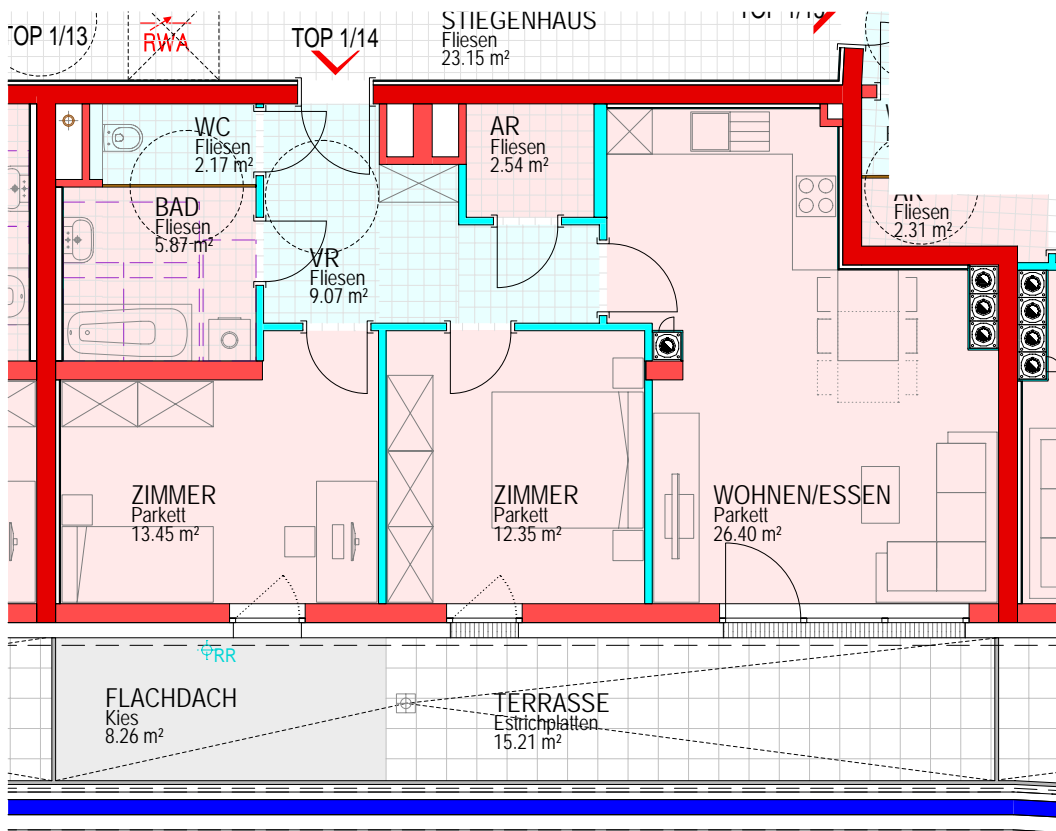 TOP 1/13
RWA
TOP 1/14
STIEGENHAUS
Fliesen
23.15 m²
WC
Fliesen
2.17 m²
AR
Fliesen
2.54 m²
BAD
Fliesen
5.87 m²
VR
Fliesen
9.07 m²
AR
Fliesen
2.31 m²
ZIMMER
Parkett
13.45 m²
ZIMMER
Parkett
12.35 m²
WOHNEN/ESSEN
Parkett
26.40 m²
RR
FLACHDACH
Kies
8.26 m²
TERRASSE
Estrichplatten
15.21 m²